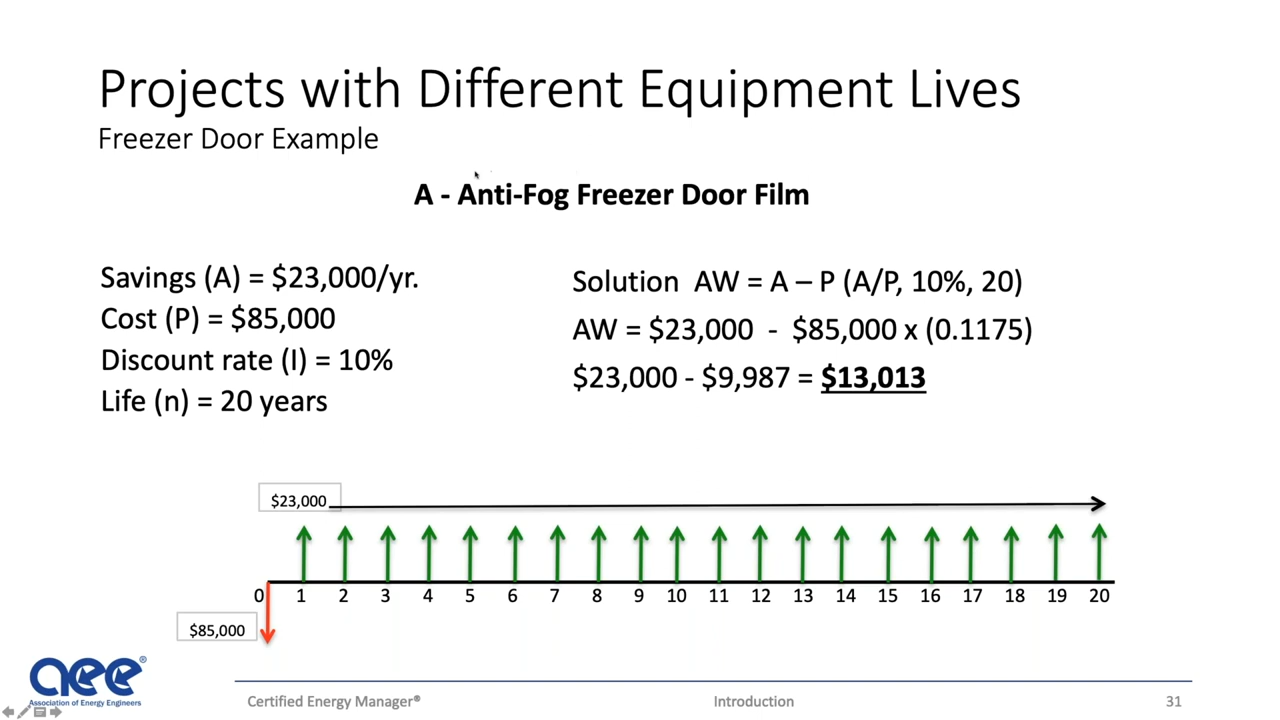 Projects with Different Equipment Lives
Freezer Door Example
A - Anti-Fog Freezer Door Film
Savings (A) = $23,000/yr.
Cost (P) = $85,000
Discount rate (I) = 10%
Life (n) = 20 years
Solution AW = A – P (A/P, 10%, 20)
AW = $23,000 - $85,000 x (0.1175)
$23,000 - $9,987 = $13,013
$23,000
0 1 2 3 4 5 6 7 8 9 10 11 12 13 14 15 16 17 18 19 20
$85,000
aee®
Association of Energy Engineers
Certified Energy Manager® Introduction 31